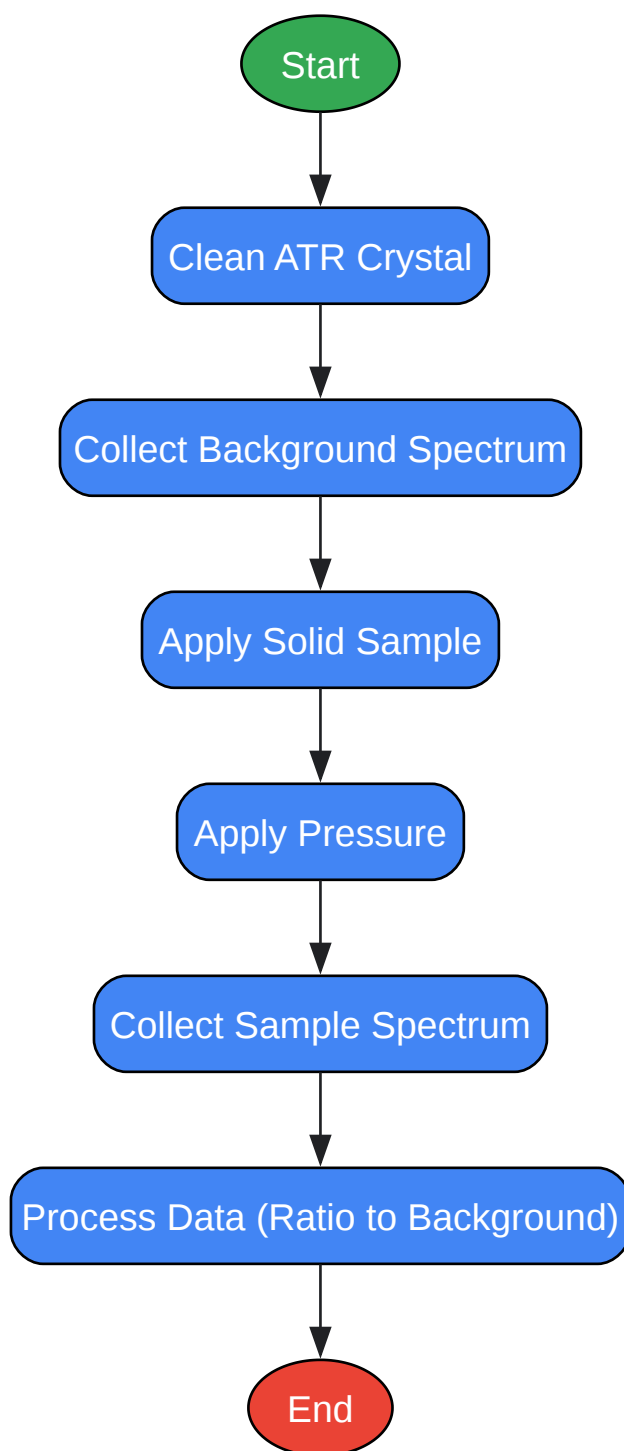 Start
Clean ATR Crystal
Collect Background Spectrum
Apply Solid Sample
Apply Pressure
Collect Sample Spectrum
Process Data (Ratio to Background)
End